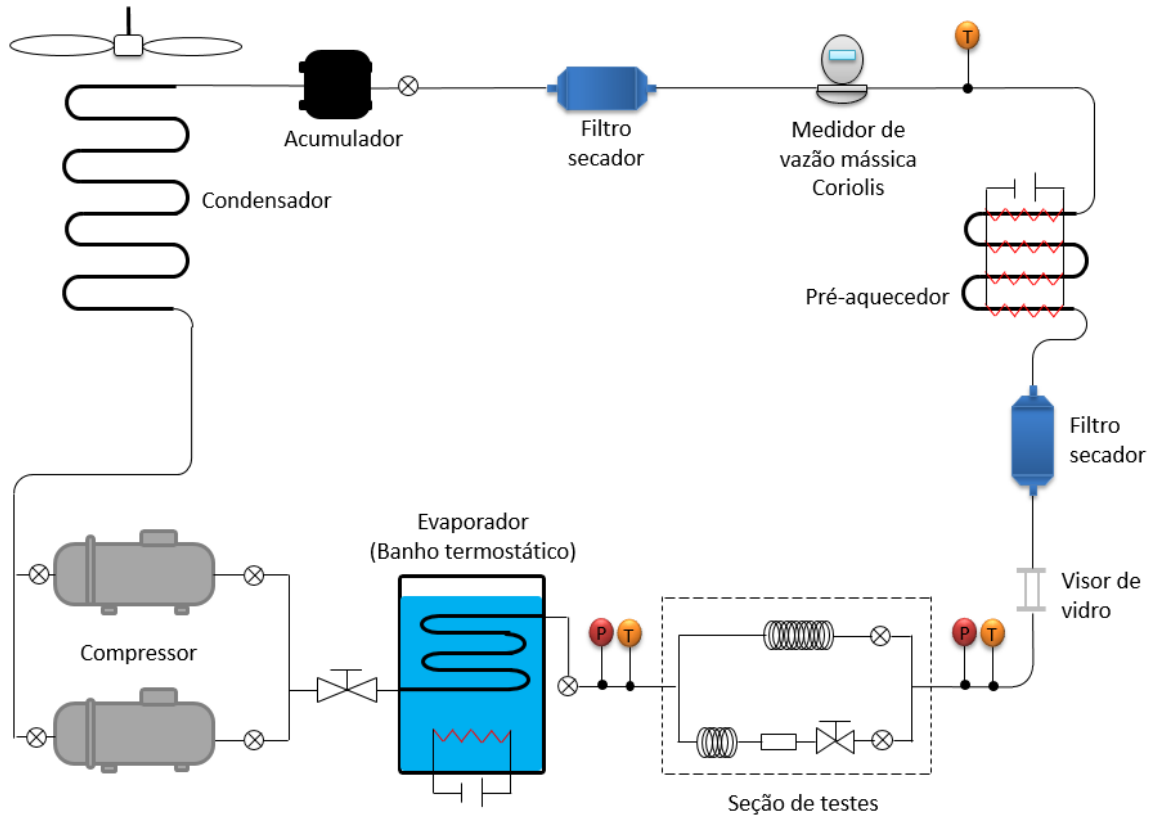 T
Acumulador
Filtro
secador
Medidor de
vazão mássica
Coriolis
Condensador
Pré-aquecedor
Filtro
secador
Evaporador
(Banho termostático)
Visor de
vidro
P
T
P
T
Compressor
Seção de testes